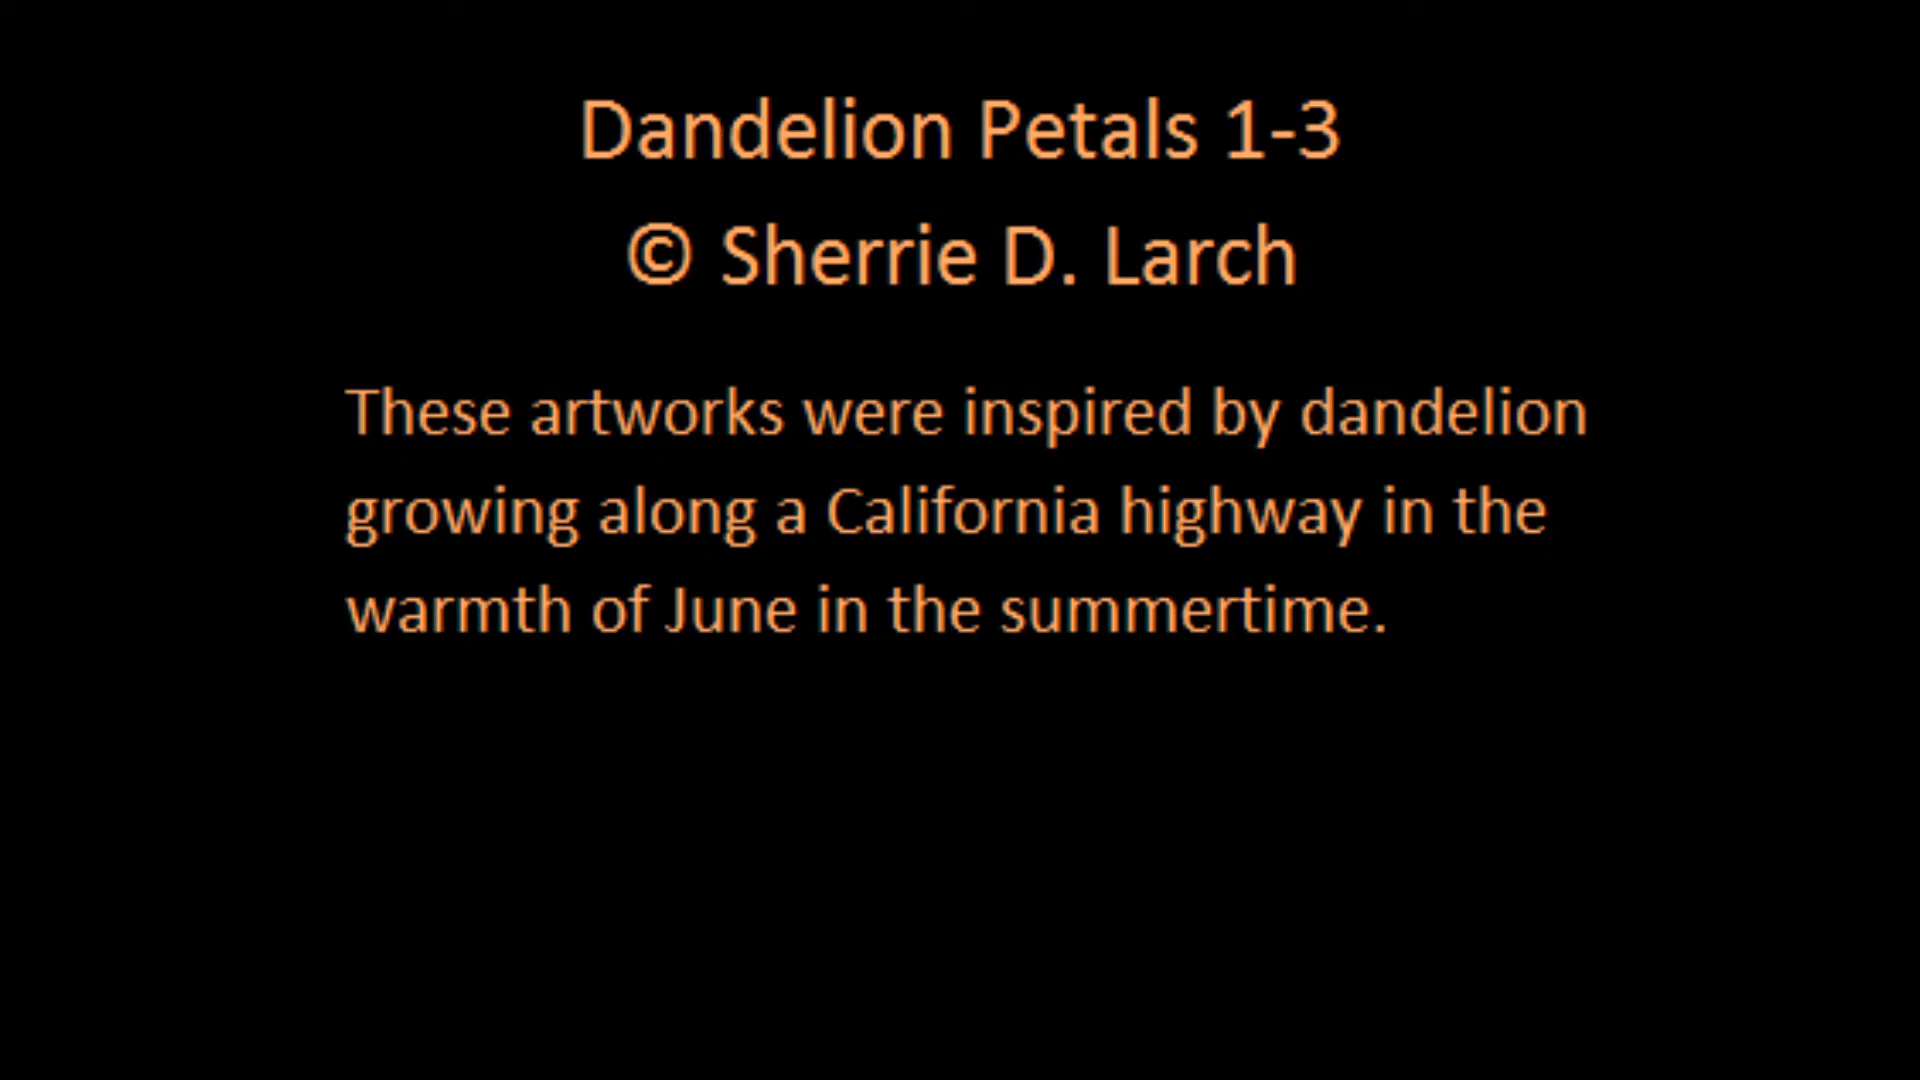 Dandelion Petals 1-3
© Sherrie D. Larch
These artworks were inspired by dandelion
growing along a California highway in the
warmth of June in the summertime.